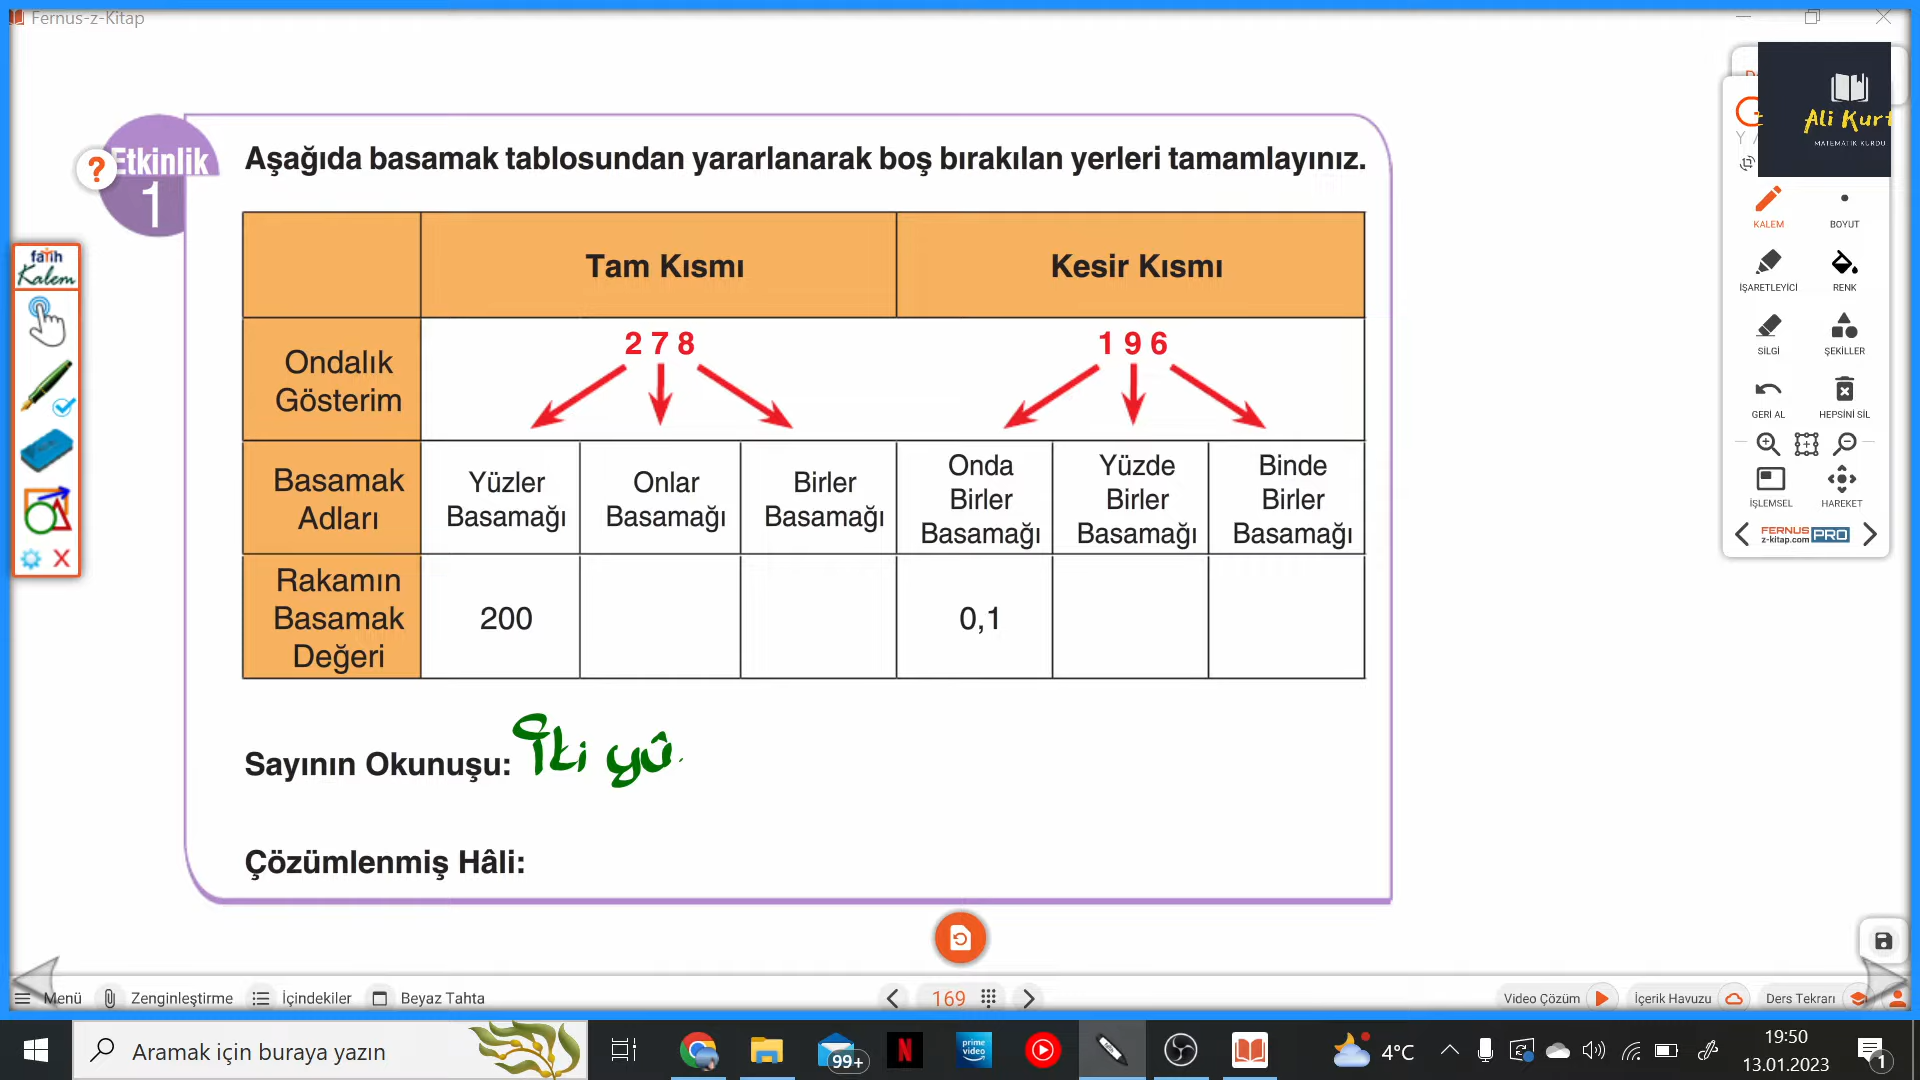 Fernus-z-Kitap
Ali Kurt
MATEMATİK KURDU
Etkinlik
1
?
Aşağıda basamak tablosundan yararlanarak boş bırakılan yerleri tamamlayınız.
Tam Kısmı
Kesir Kısmı
Ondalık
Gösterim
2 7 8
1 9 6
Basamak
Adları
Yüzler
Basamağı
Onlar
Basamağı
Birler
Basamağı
Onda
Birler
Basamağı
Yüzde
Birler
Basamağı
Binde
Birler
Basamağı
Rakamın
Basamak
Değeri
200
0,1
Sayının Okunuşu: İki yü
Çözümlenmiş Hâli:
fatih
Kalem
KALEM
BOYUT
İŞARETLEYİCİ
RENK
SİLGİ
ŞEKİLLER
GERİ AL
HEPSİNİ SİL
İŞLEMSEL
HAREKET
FERNUS
z-kitap.com
PRO
Menü
Zenginleştirme
İçindekiler
Beyaz Tahta
169
Video Çözüm
İçerik Havuzu
Ders Tekrarı
Aramak için buraya yazın
99+
N
prime
video
4°C
19:50
13.01.2023
1